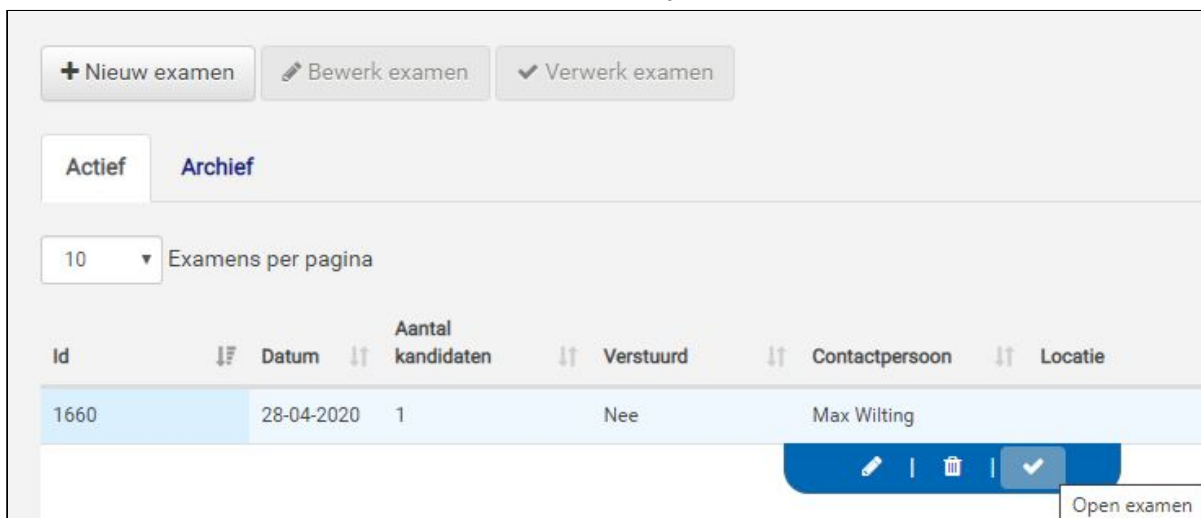 Nieuw examen Bewerk examen Verwerk examen
Actief Archief
10 Examens per pagina
Id Datum Aantal kandidaten Verstuurd Contactpersoon Locatie
1660 28-04-2020 1 Nee Max Wilting
Open examen